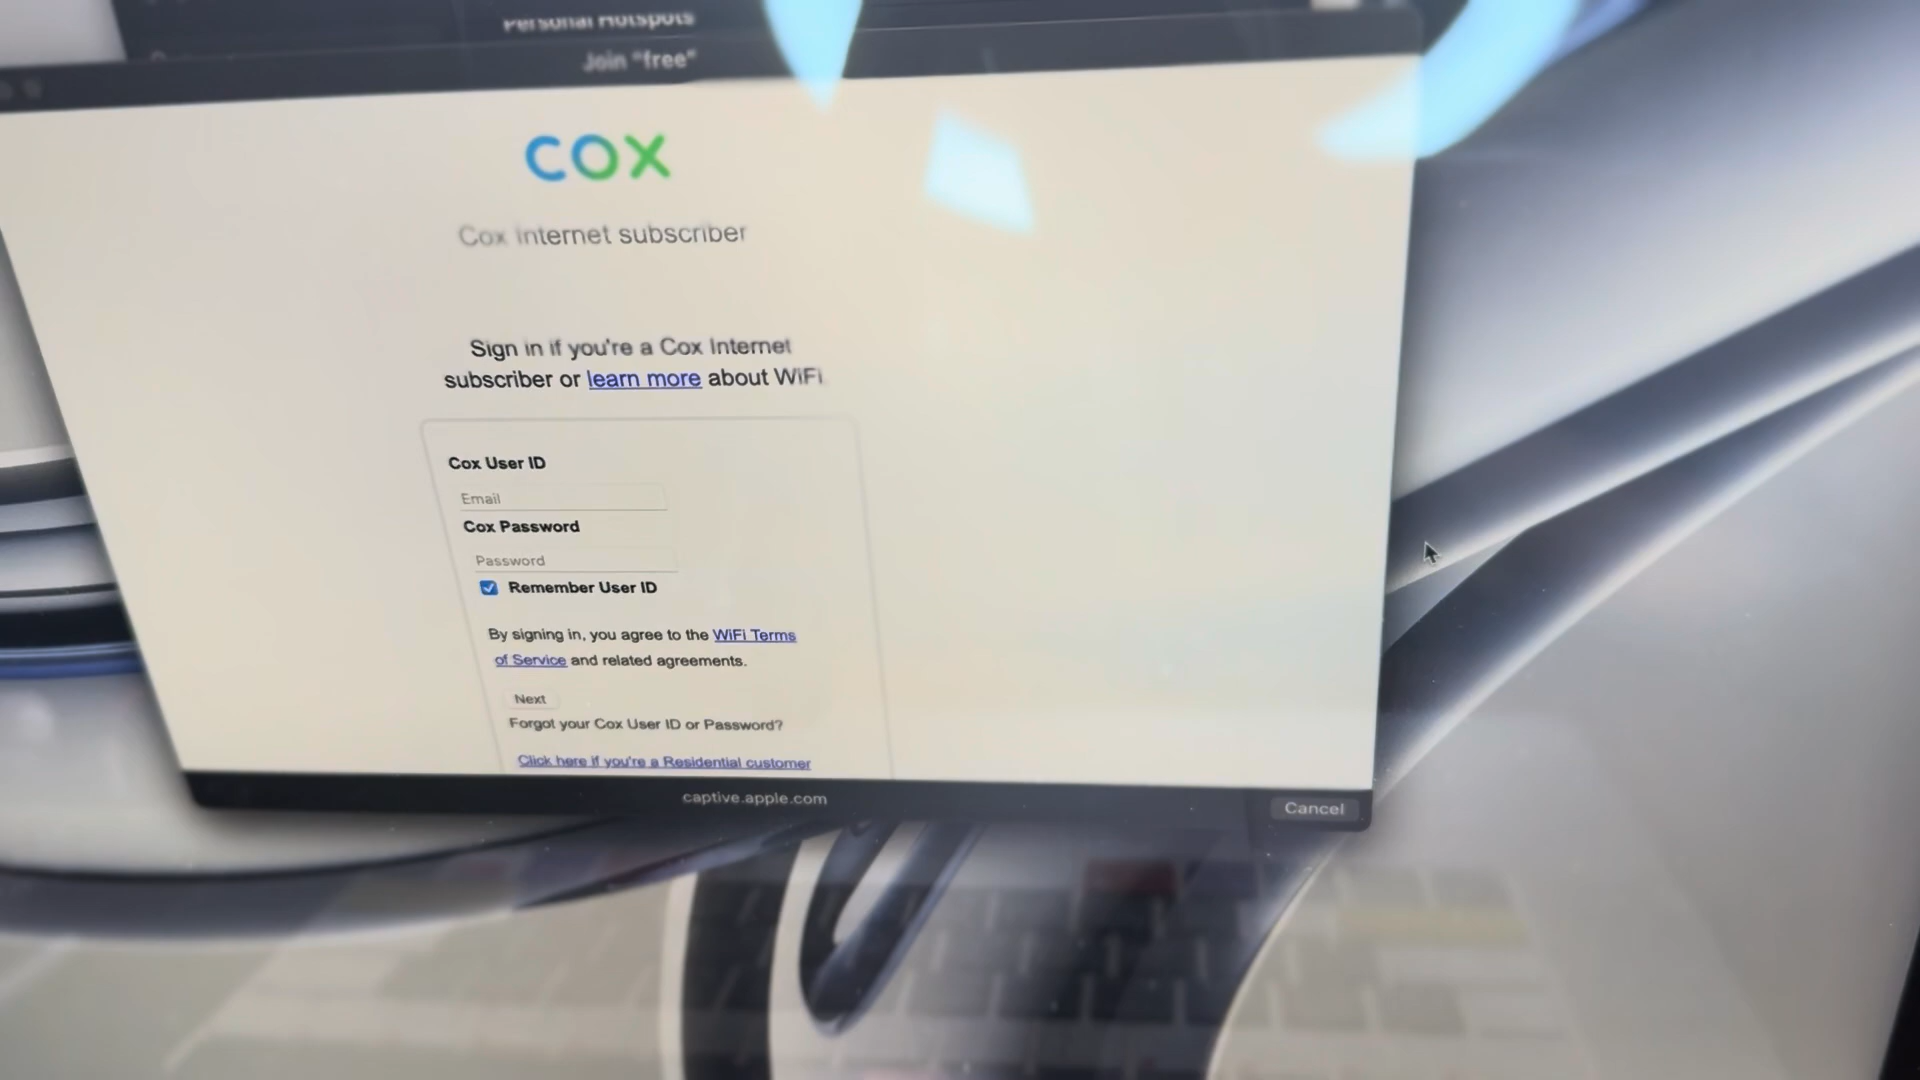 Personal Hotspots
Join "free"
COX
Cox Internet subscriber
Sign in if you're a Cox Internet
subscriber or learn more about WiFi
Cox User ID
Email
Cox Password
Password
Remember User ID
By signing in, you agree to the WiFi Terms
of Service and related agreements.
Next
Forgot your Cox User ID or Password?
Click here if you're a Residential customer
captive.apple.com
Cancel